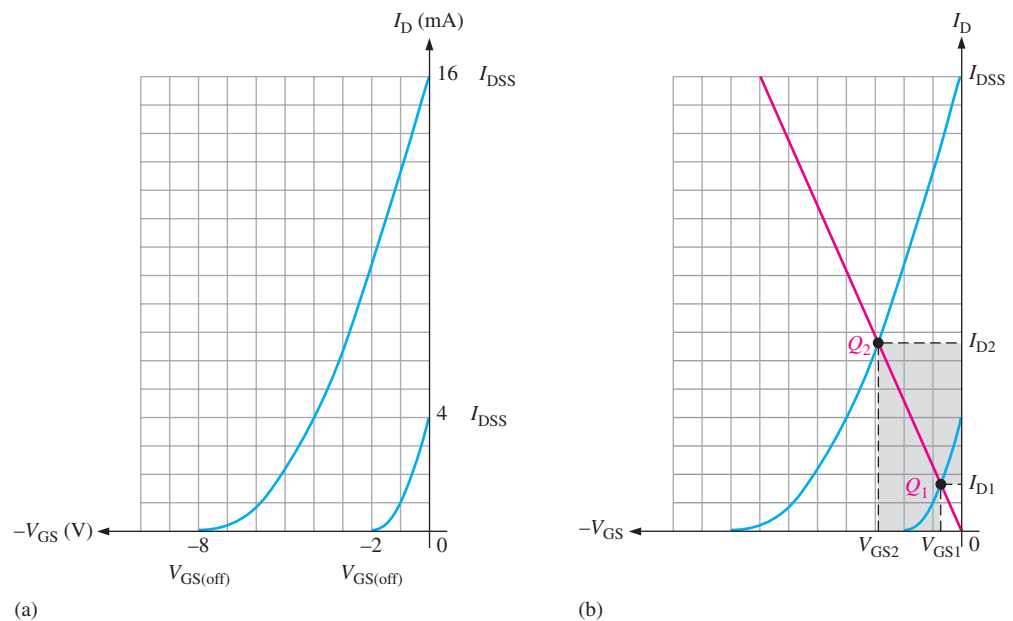 I_D (mA)
16 I_DSS
4 I_DSS
−V_GS (V)
−8
−2
0
V_GS(off)
V_GS(off)
(a)
I_D
I_DSS
Q_2
I_D2
Q_1
I_D1
−V_GS
V_GS2
V_GS1
0
(b)